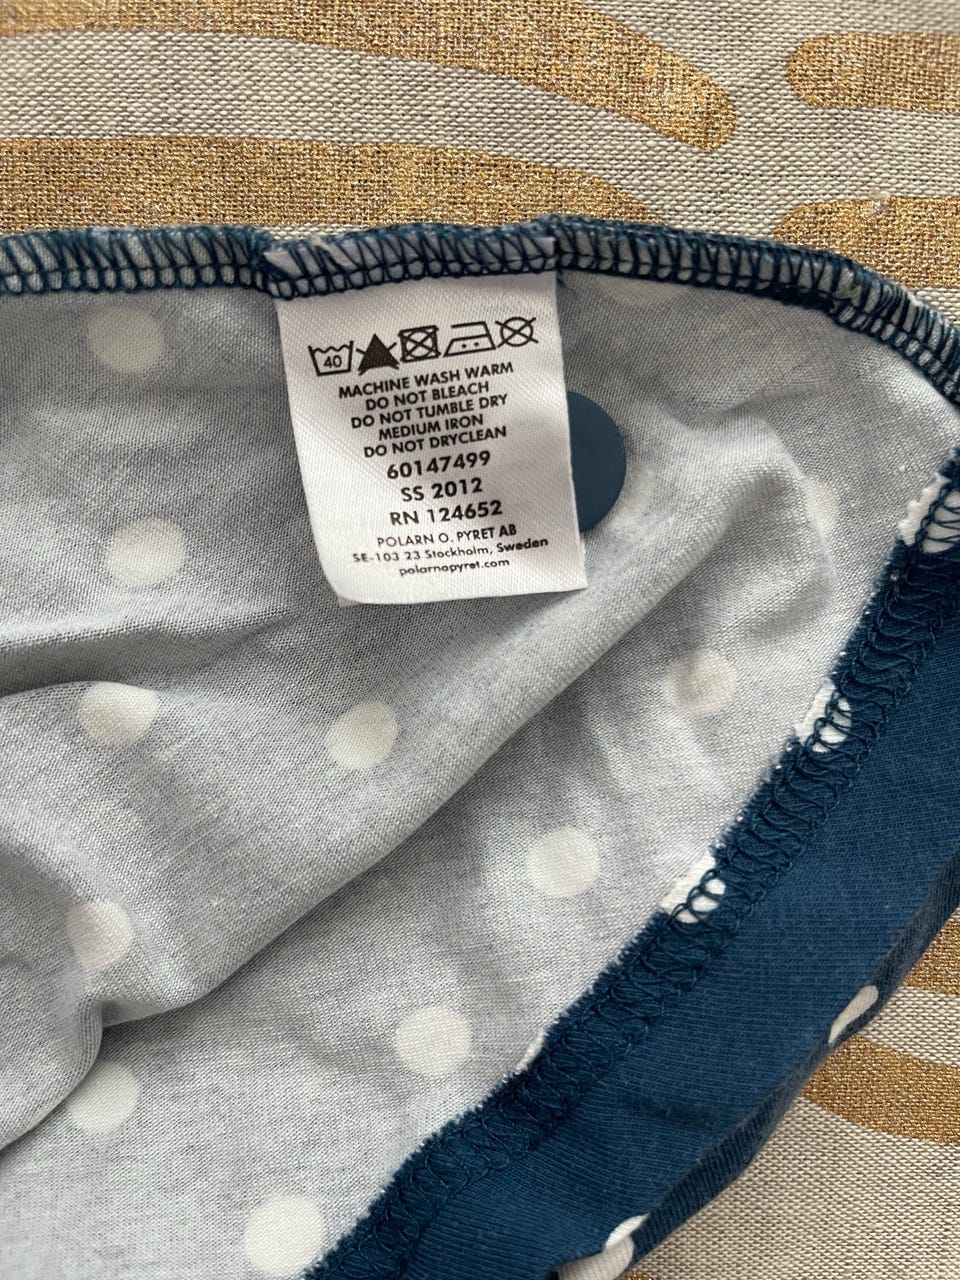 40
MACHINE WASH WARM
DO NOT BLEACH
DO NOT TUMBLE DRY
MEDIUM IRON
DO NOT DRYCLEAN
60147499
SS 2012
RN 124652
POLARN O. PYRET AB
SE-103 23 Stockholm, Sweden
polarnopyret.com